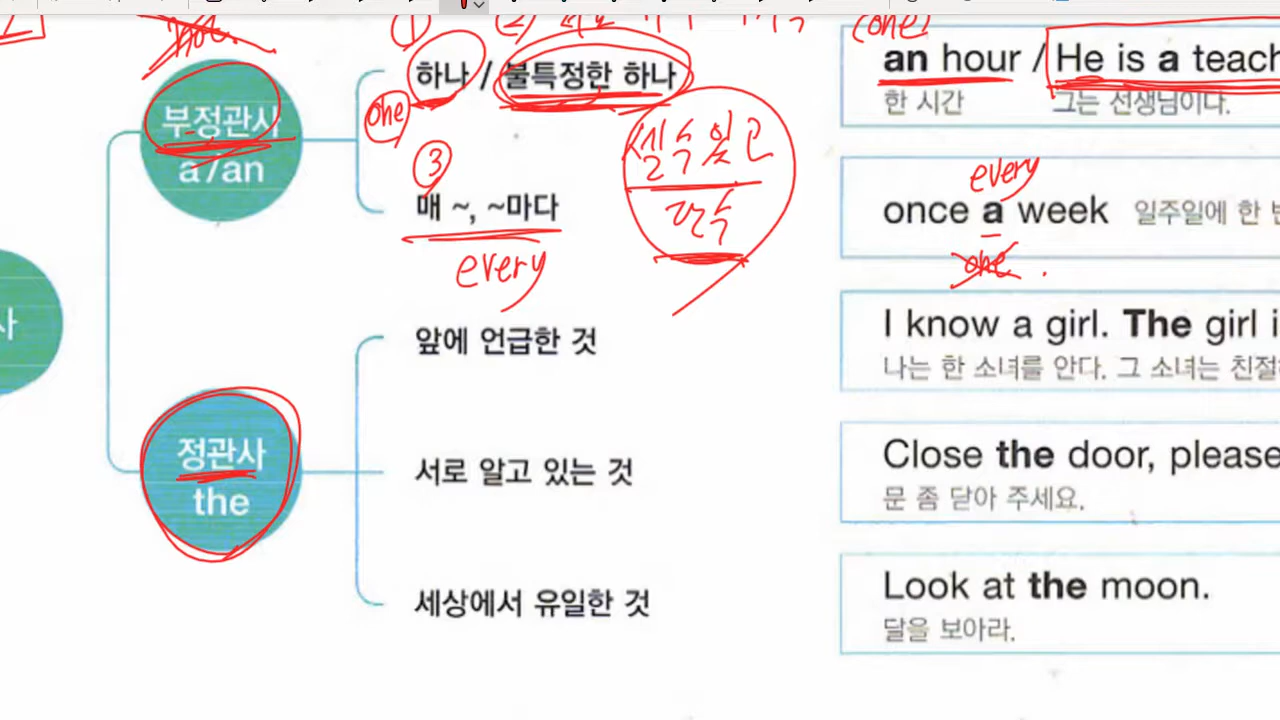 not.
①
(one)
하나 / 불특정한 하나
one
an hour / He is a teach
한 시간
그는 선생님이다.
부정관사
a /an
셀 수 있고
단수
③
매 ~, ~마다
every
every
once a week 일주일에 한 번
one
앞에 언급한 것
I know a girl. The girl i
나는 한 소녀를 안다. 그 소녀는 친절
사
정관사
the
서로 알고 있는 것
Close the door, please
문 좀 닫아 주세요.
세상에서 유일한 것
Look at the moon.
달을 보아라.